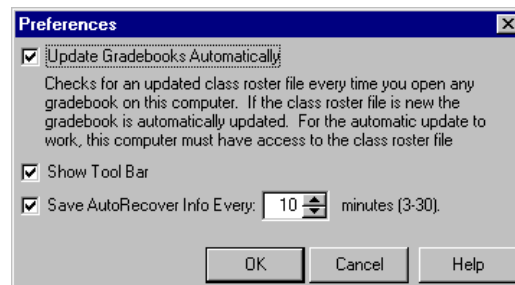 Preferences
Update Gradebooks Automatically
Checks for an updated class roster file every time you open any
gradebook on this computer. If the class roster file is new the
gradebook is automatically updated. For the automatic update to
work, this computer must have access to the class roster file
Show Tool Bar
Save AutoRecover Info Every: 10 minutes (3-30).
OK Cancel Help